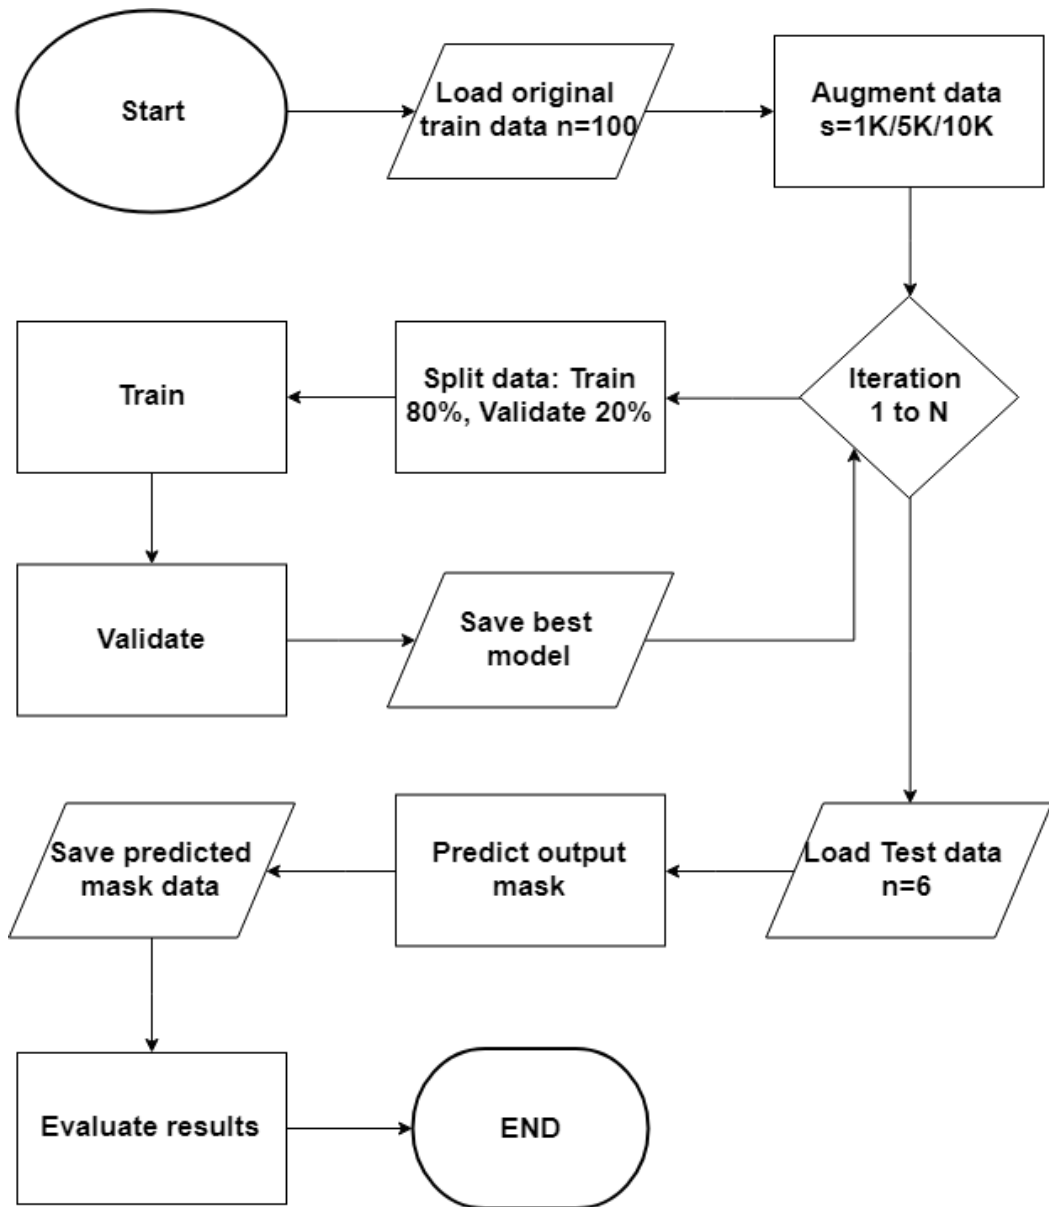 Start
Load original
train data n=100
Augment data
s=1K/5K/10K
Iteration
1 to N
Split data: Train
80%, Validate 20%
Train
Validate
Save best
model
Load Test data
n=6
Predict output
mask
Save predicted
mask data
Evaluate results
END